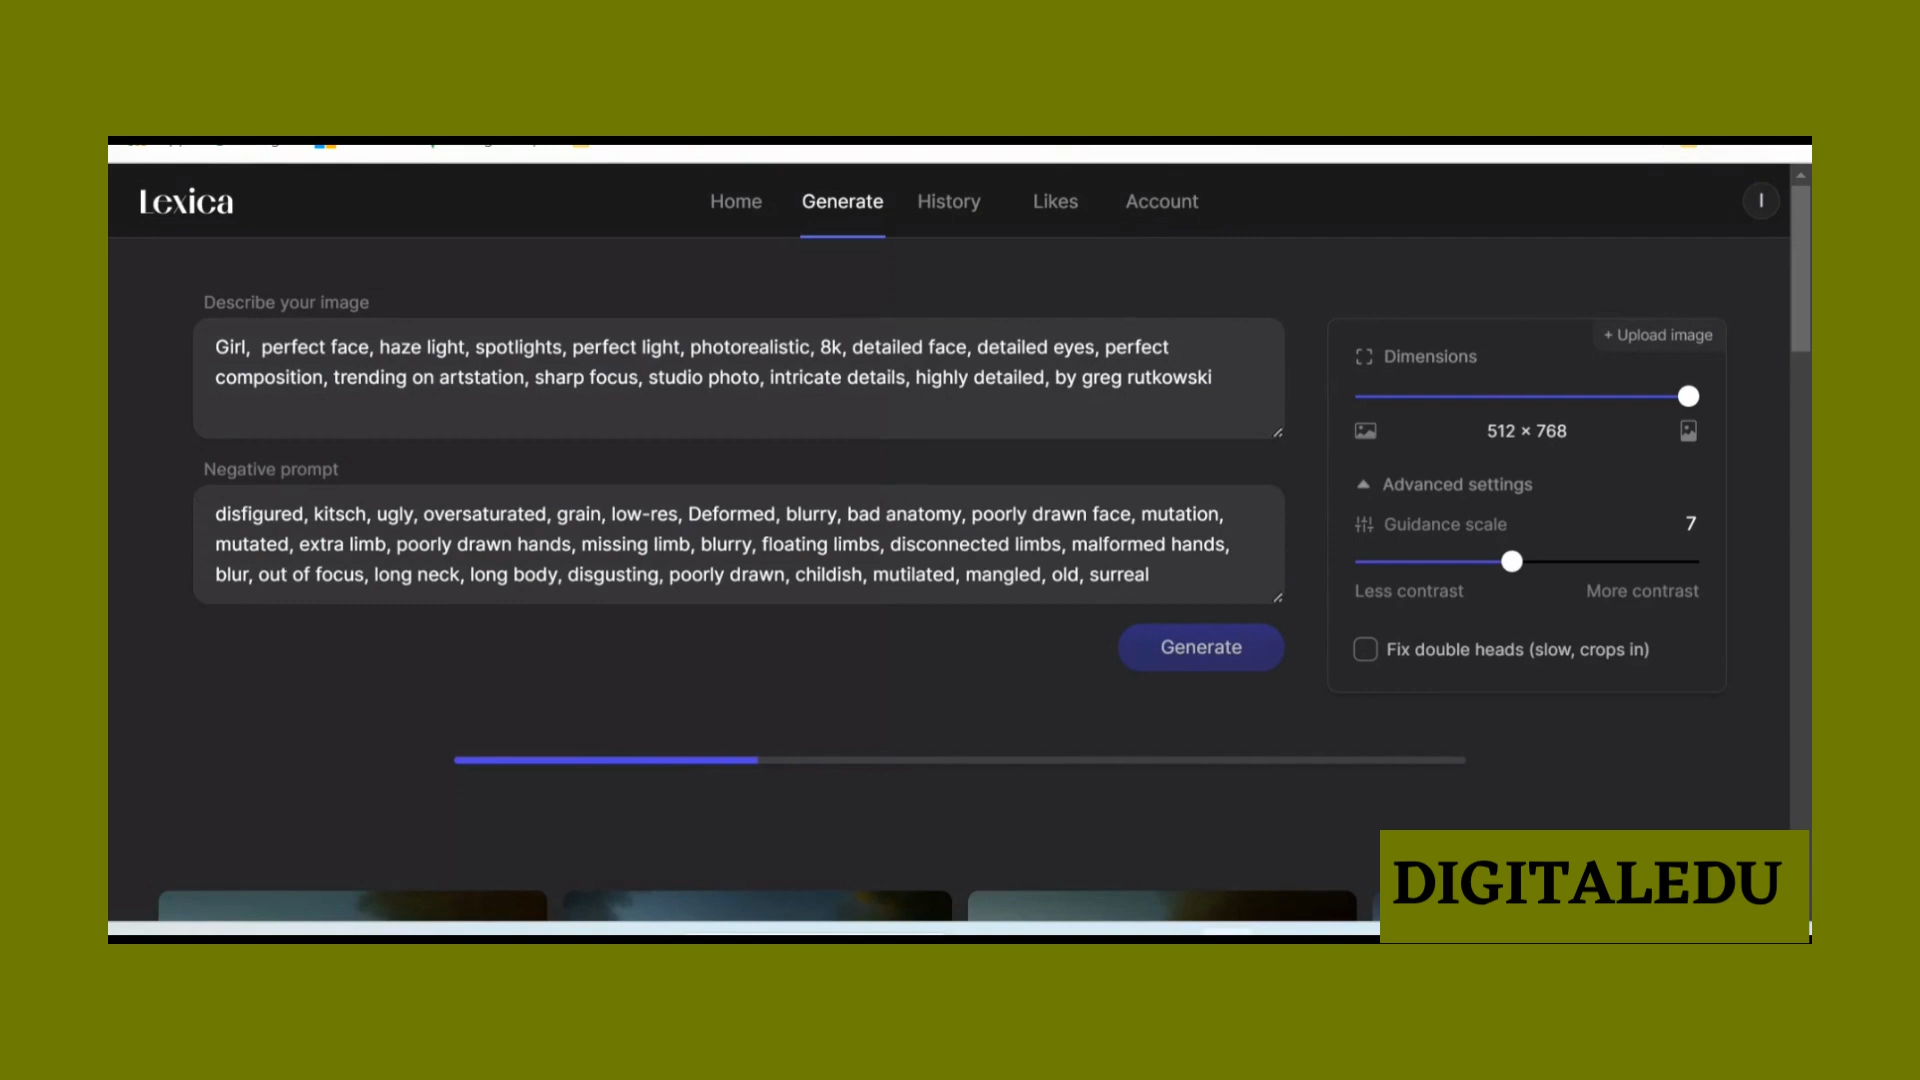 Lexica
Home Generate History Likes Account I
Describe your image
Girl,  perfect face, haze light, spotlights, perfect light, photorealistic, 8k, detailed face, detailed eyes, perfect
composition, trending on artstation, sharp focus, studio photo, intricate details, highly detailed, by greg rutkowski
Negative prompt
disfigured, kitsch, ugly, oversaturated, grain, low-res, Deformed, blurry, bad anatomy, poorly drawn face, mutation,
mutated, extra limb, poorly drawn hands, missing limb, blurry, floating limbs, disconnected limbs, malformed hands,
blur, out of focus, long neck, long body, disgusting, poorly drawn, childish, mutilated, mangled, old, surreal
Generate
+ Upload image
Dimensions
512 × 768
Advanced settings
Guidance scale 7
Less contrast More contrast
Fix double heads (slow, crops in)
DIGITALEDU